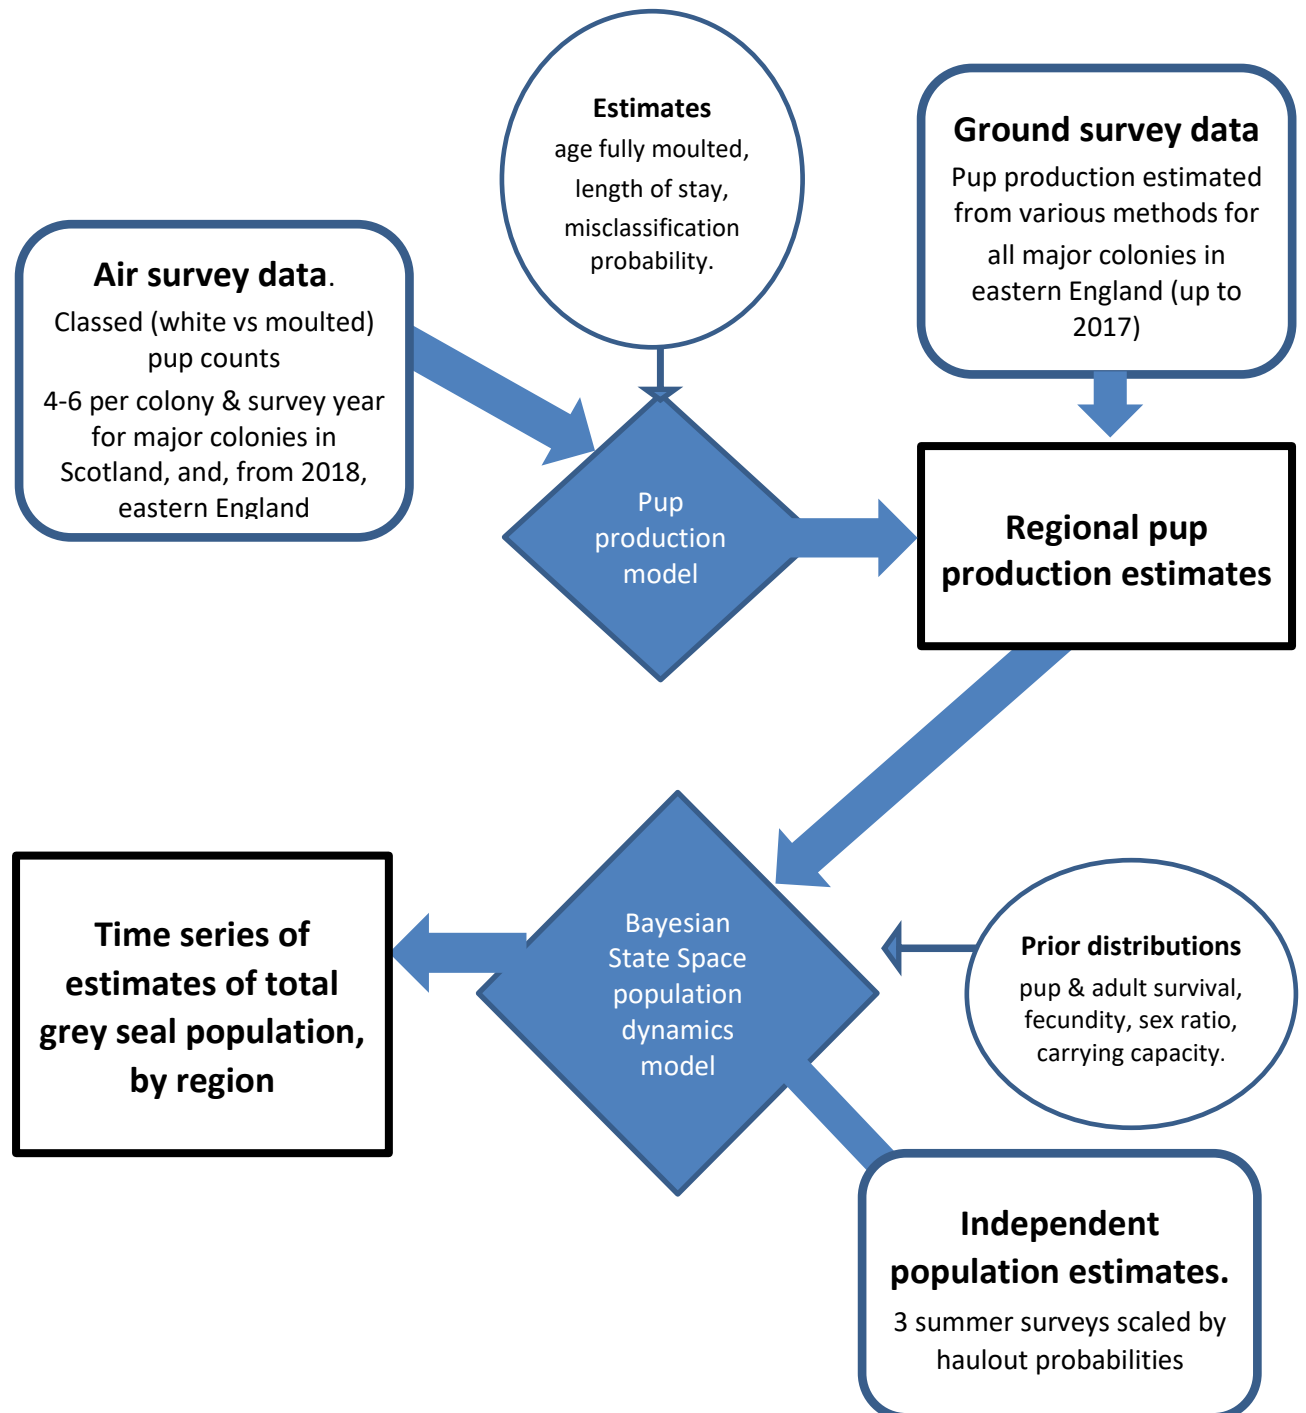 Estimates
age fully moulted,
length of stay,
misclassification
probability.
Ground survey data
Pup production estimated
from various methods for
all major colonies in
eastern England (up to
2017)
Air survey data.
Classed (white vs moulted)
pup counts
4-6 per colony & survey year
for major colonies in
Scotland, and, from 2018,
eastern England
Pup
production
model
Regional pup
production estimates
Time series of
estimates of total
grey seal population,
by region
Bayesian
State Space
population
dynamics
model
Prior distributions
pup & adult survival,
fecundity, sex ratio,
carrying capacity.
Independent
population estimates.
3 summer surveys scaled by
haulout probabilities